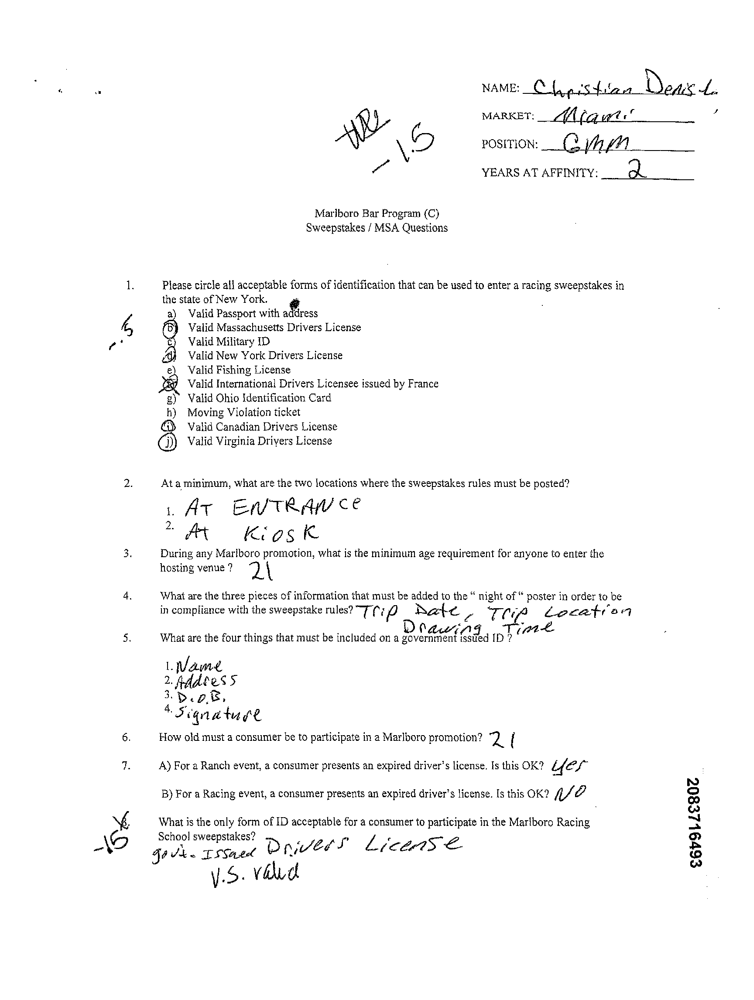 NAME: Christian Denis
MARKET: Miami
POSITION: GMM
YEARS AT AFFINITY: 2
-1.5
Marlboro Bar Program (C)
Sweepstakes / MSA Questions
1. Please circle all acceptable forms of identification that can be used to enter a racing sweepstakes in
the state of New York.
a) Valid Passport with address
b) Valid Massachusetts Drivers License
c) Valid Military ID
d) Valid New York Drivers License
e) Valid Fishing License
Valid International Drivers Licensee issued by France
g) Valid Ohio Identification Card
h) Moving Violation ticket
i) Valid Canadian Drivers License
j) Valid Virginia Drivers License
2. At a minimum, what are the two locations where the sweepstakes rules must be posted?
1. AT ENTRANCE
2. At KiosK
3. During any Marlboro promotion, what is the minimum age requirement for anyone to enter the
hosting venue ? 21
4. What are the three pieces of information that must be added to the " night of " poster in order to be
in compliance with the sweepstake rules? Trip Date, Trip Location
Drawing Time
5. What are the four things that must be included on a government issued ID ?
1. Name
2. Address
3. D.O.B.
4. Signature
6. How old must a consumer be to participate in a Marlboro promotion? 21
7. A) For a Ranch event, a consumer presents an expired driver's license. Is this OK? Yes
B) For a Racing event, a consumer presents an expired driver's license. Is this OK? NO
What is the only form of ID acceptable for a consumer to participate in the Marlboro Racing
School sweepstakes?
govt. Issued Drivers License
U.S. valid
2083716493